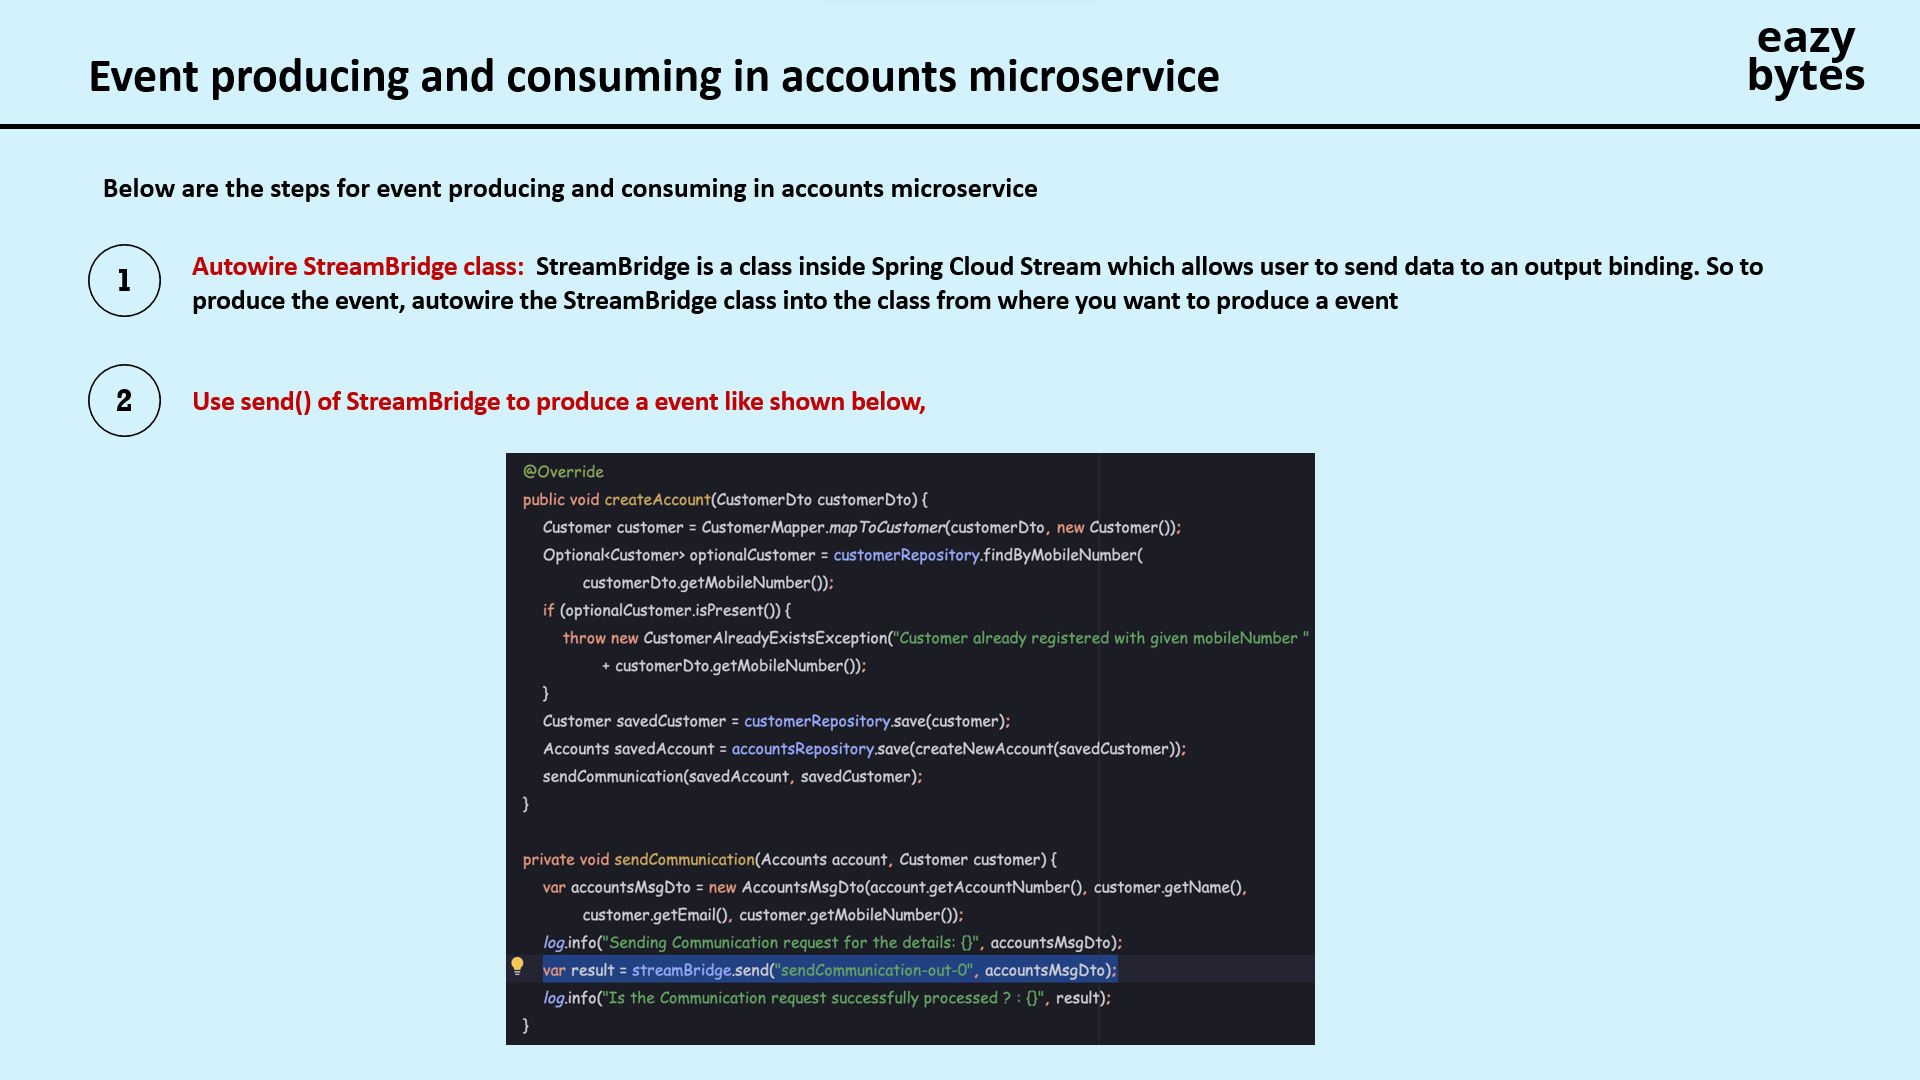 Event producing and consuming in accounts microservice
eazy
bytes
Below are the steps for event producing and consuming in accounts microservice
1
Autowire StreamBridge class: StreamBridge is a class inside Spring Cloud Stream which allows user to send data to an output binding. So to
produce the event, autowire the StreamBridge class into the class from where you want to produce a event
2
Use send() of StreamBridge to produce a event like shown below,
@Override
public void createAccount(CustomerDto customerDto) {
Customer customer = CustomerMapper.mapToCustomer(customerDto, new Customer());
Optional<Customer> optionalCustomer = customerRepository.findByMobileNumber(
customerDto.getMobileNumber());
if (optionalCustomer.isPresent()) {
throw new CustomerAlreadyExistsException("Customer already registered with given mobileNumber "
+ customerDto.getMobileNumber());
}
Customer savedCustomer = customerRepository.save(customer);
Accounts savedAccount = accountsRepository.save(createNewAccount(savedCustomer));
sendCommunication(savedAccount, savedCustomer);
}
private void sendCommunication(Accounts account, Customer customer) {
var accountsMsgDto = new AccountsMsgDto(account.getAccountNumber(), customer.getName(),
customer.getEmail(), customer.getMobileNumber());
log.info("Sending Communication request for the details: {}", accountsMsgDto);
var result = streamBridge.send("sendCommunication-out-0", accountsMsgDto);
log.info("Is the Communication request successfully processed ? : {}", result);
}